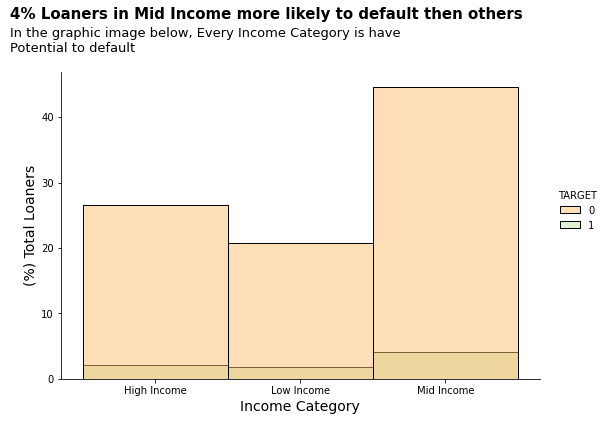 4% Loaners in Mid Income more likely to default then others
In the graphic image below, Every Income Category is have
Potential to default
(%) Total Loaners
40
30
20
10
0
High Income
Low Income
Mid Income
Income Category
TARGET
0
1